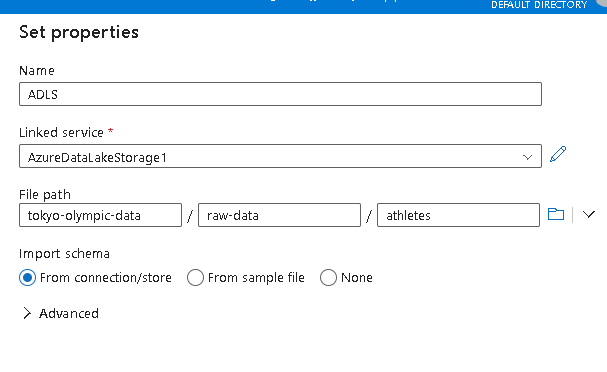 DEFAULT DIRECTORY
Set properties
Name
ADLS
Linked service *
AzureDataLakeStorage1
File path
tokyo-olympic-data / raw-data / athletes
Import schema
From connection/store From sample file None
Advanced